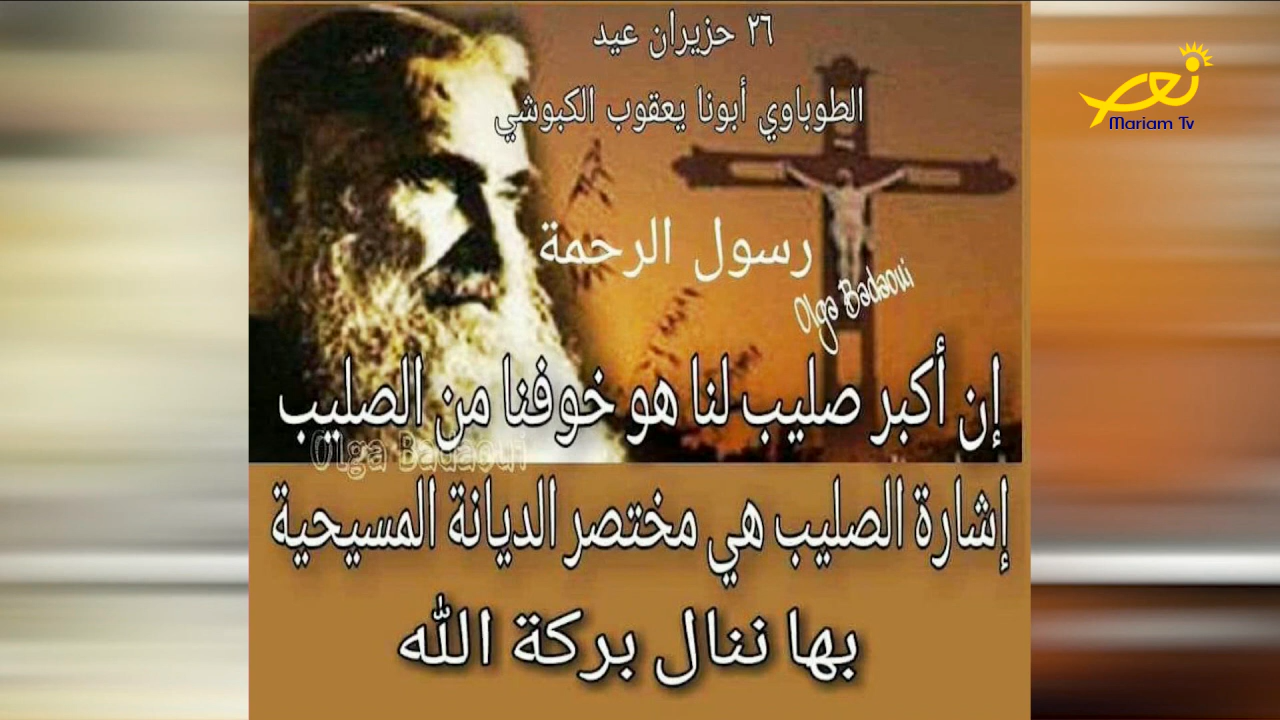 ٢٦ حزيران عيد
الطوباوي أبونا يعقوب الكبوشي
رسول الرحمة
Olga Badaoui
إن أكبر صليب لنا هو خوفنا من الصليب
Olga Badaoui
إشارة الصليب هي مختصر الديانة المسيحية
بها ننال بركة الله
Mariam Tv